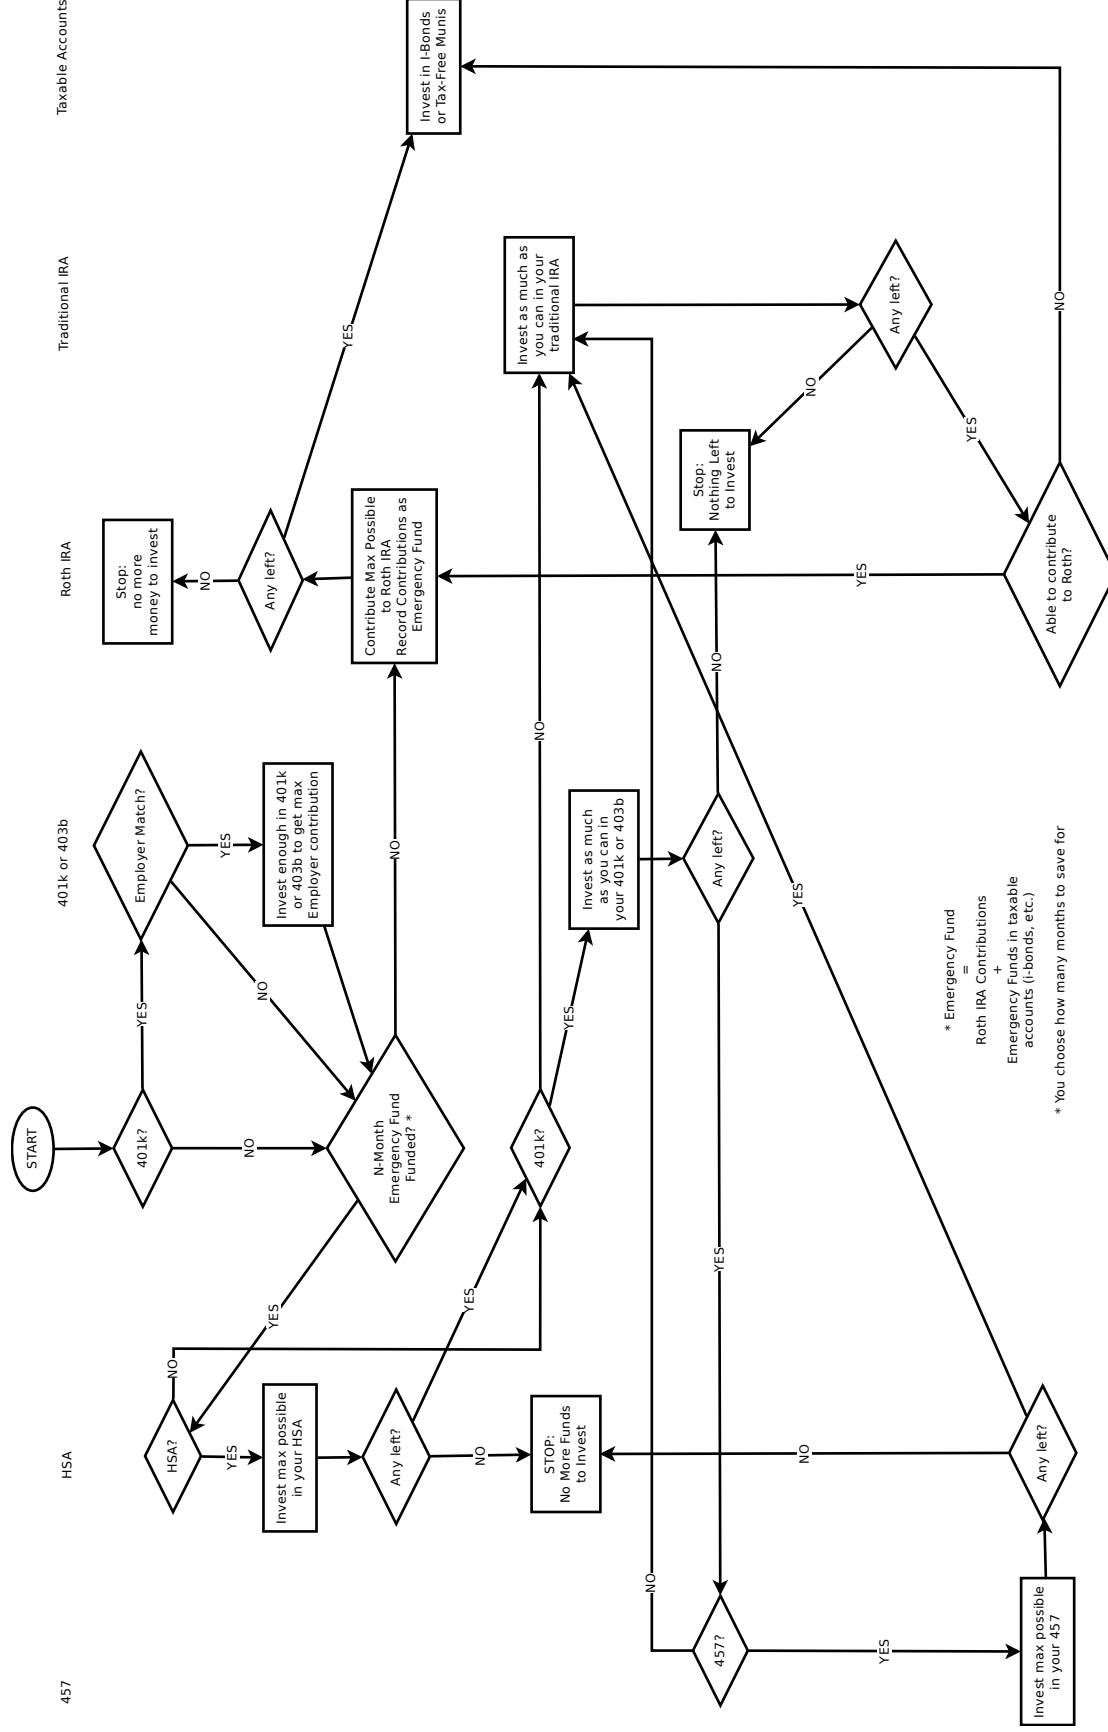 457
HSA
401k or 403b
Roth IRA
Traditional IRA
Taxable Accounts
START
401k?
YES
NO
Employer Match?
YES
NO
Invest enough in 401k
or 403b to get max
Employer contribution
N-Month
Emergency Fund
Funded? *
YES
NO
HSA?
NO
YES
Invest max possible
in your HSA
Any left?
YES
NO
STOP:
No More Funds
to Invest
Contribute Max Possible
to Roth IRA
Record Contributions as
Emergency Fund
Any left?
NO
YES
Stop:
no more
money to invest
Invest in I-Bonds
or Tax-Free Munis
401k?
NO
YES
Invest as much
as you can in
your 401k or 403b
Any left?
NO
YES
Stop:
Nothing Left
to Invest
457?
NO
YES
Invest max possible
in your 457
Any left?
NO
YES
Invest as much as
you can in your
traditional IRA
Any left?
NO
YES
Able to contribute
to Roth?
YES
NO
* Emergency Fund
=
Roth IRA Contributions
+
Emergency Funds in taxable
accounts (i-bonds, etc.)
* You choose how many months to save for